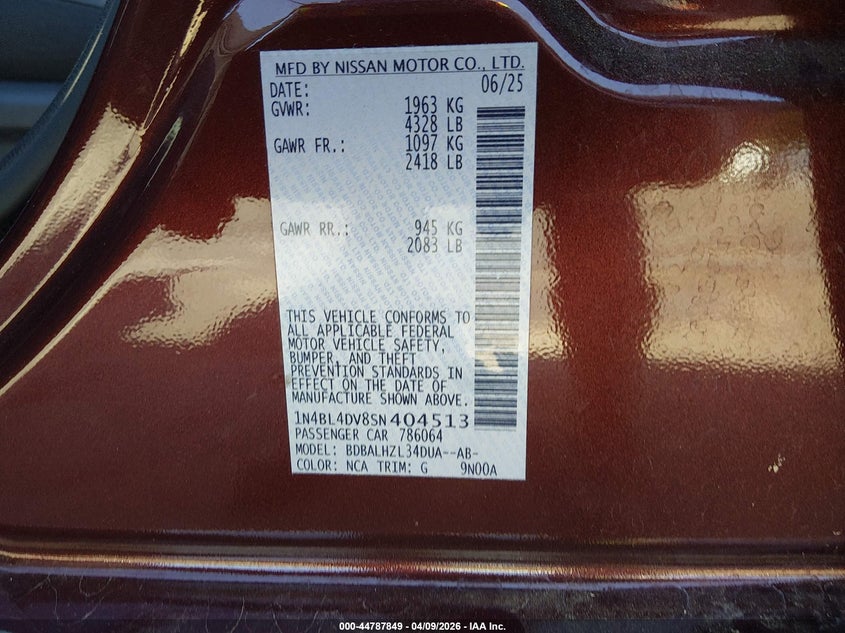 MFD BY NISSAN MOTOR CO., LTD.
DATE: 06/25
GVWR: 1963 KG
4328 LB
GAWR FR.: 1097 KG
2418 LB
GAWR RR.: 945 KG
2083 LB
THIS VEHICLE CONFORMS TO
ALL APPLICABLE FEDERAL
MOTOR VEHICLE SAFETY,
BUMPER, AND THEFT
PREVENTION STANDARDS IN
EFFECT ON THE DATE OF
MANUFACTURE SHOWN ABOVE.
1N4BL4DV8SN404513
PASSENGER CAR 786064
MODEL: BDBALHZL34DUA--AB-
COLOR: NCA TRIM: G 9N00A
000-44787849 | 04/09/2026 - IAA Inc.